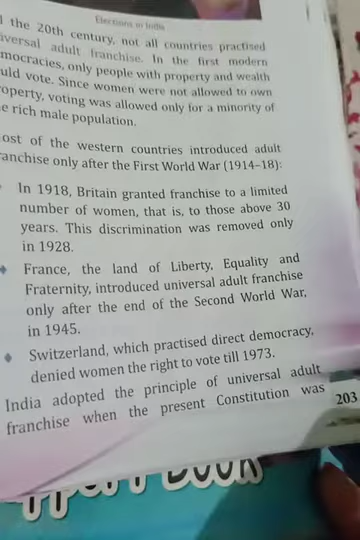 Elections in India
the 20th century, not all countries practised
adult franchise. In the first modern
only people with property and wealth
vote. Since women were not allowed to own
voting was allowed only for a minority of
rich male population.
of the western countries introduced adult
only after the First World War (1914–18):
In 1918, Britain granted franchise to a limited
number of women, that is, to those above 30
years. This discrimination was removed only
in 1928.
France, the land of Liberty, Equality and
Fraternity, introduced universal adult franchise
only after the end of the Second World War,
in 1945.
Switzerland, which practised direct democracy,
denied women the right to vote till 1973.
India adopted the principle of universal adult
franchise when the present Constitution was
203